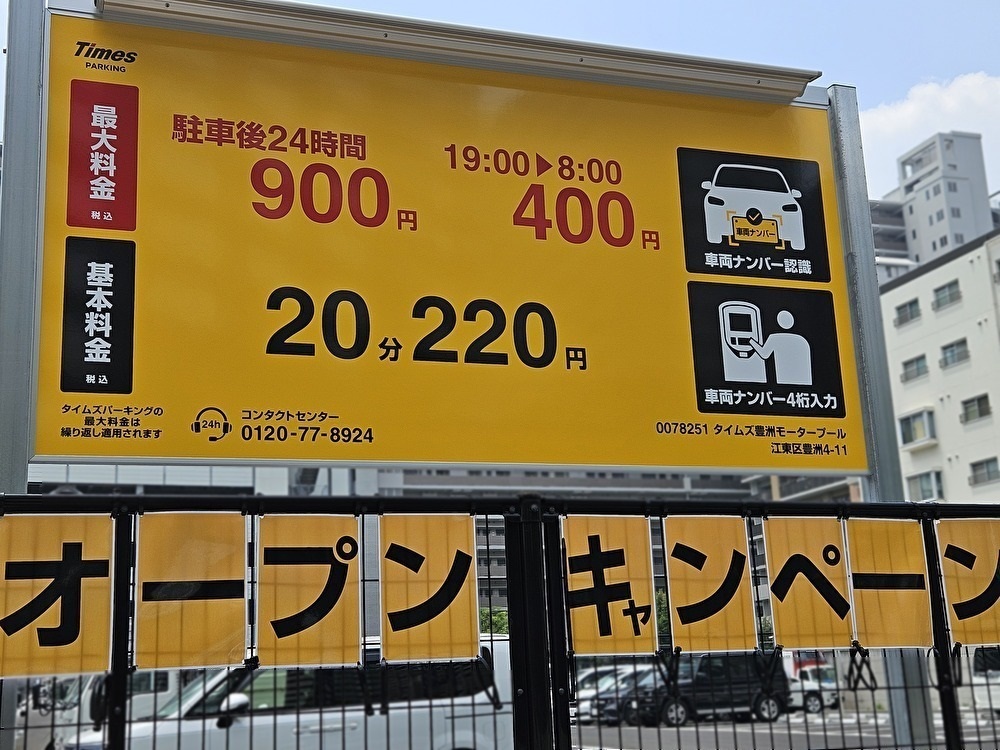 Times
PARKING
最大料金
税込
駐車後24時間
900円
19:00▶8:00
400円
車両ナンバー
車両ナンバー認識
基本料金
税込
20分220円
車両ナンバー4桁入力
タイムズパーキングの
最大料金は
繰り返し適用されます
24h
コンタクトセンター
0120-77-8924
0078251 タイムズ豊洲モータープール
江東区豊洲4-11
オープンキャンペーン